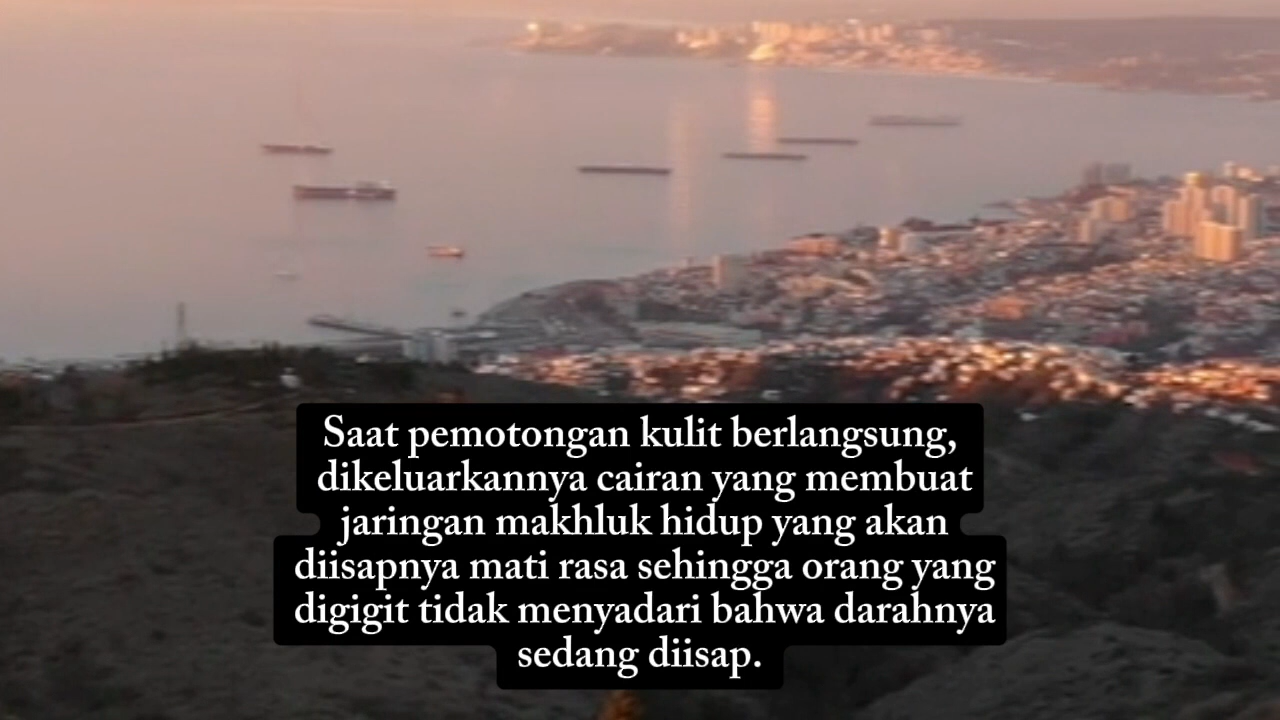 Saat pemotongan kulit berlangsung,
dikeluarkannya cairan yang membuat
jaringan makhluk hidup yang akan
diisapnya mati rasa sehingga orang yang
digigit tidak menyadari bahwa darahnya
sedang diisap.